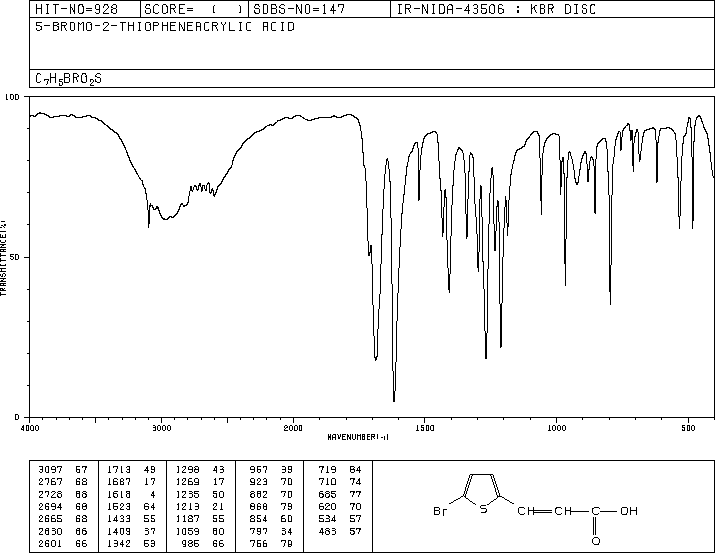 HIT-NO=928 SCORE= ( ) SDBS-NO=147 IR-NIDA-43506 : KBR DISC
5-BROMO-2-THIOPHENEACRYLIC ACID
C7H5BRO2S
100
50
0
TRANSMITTANCE(%)
4000 3000 2000 1500 1000 500
WAVENUMBER(-1)
3097 57 1713 49 1298 43 967 39 719 84
2767 68 1687 17 1269 17 923 70 710 74
2728 68 1618 4 1235 50 882 70 685 77
2694 68 1523 64 1213 21 868 79 620 70
2665 68 1433 55 1187 55 854 60 534 57
2630 66 1409 37 1059 60 797 34 483 57
2601 66 1342 53 985 66 756 79
Br S CH CH C OH
O